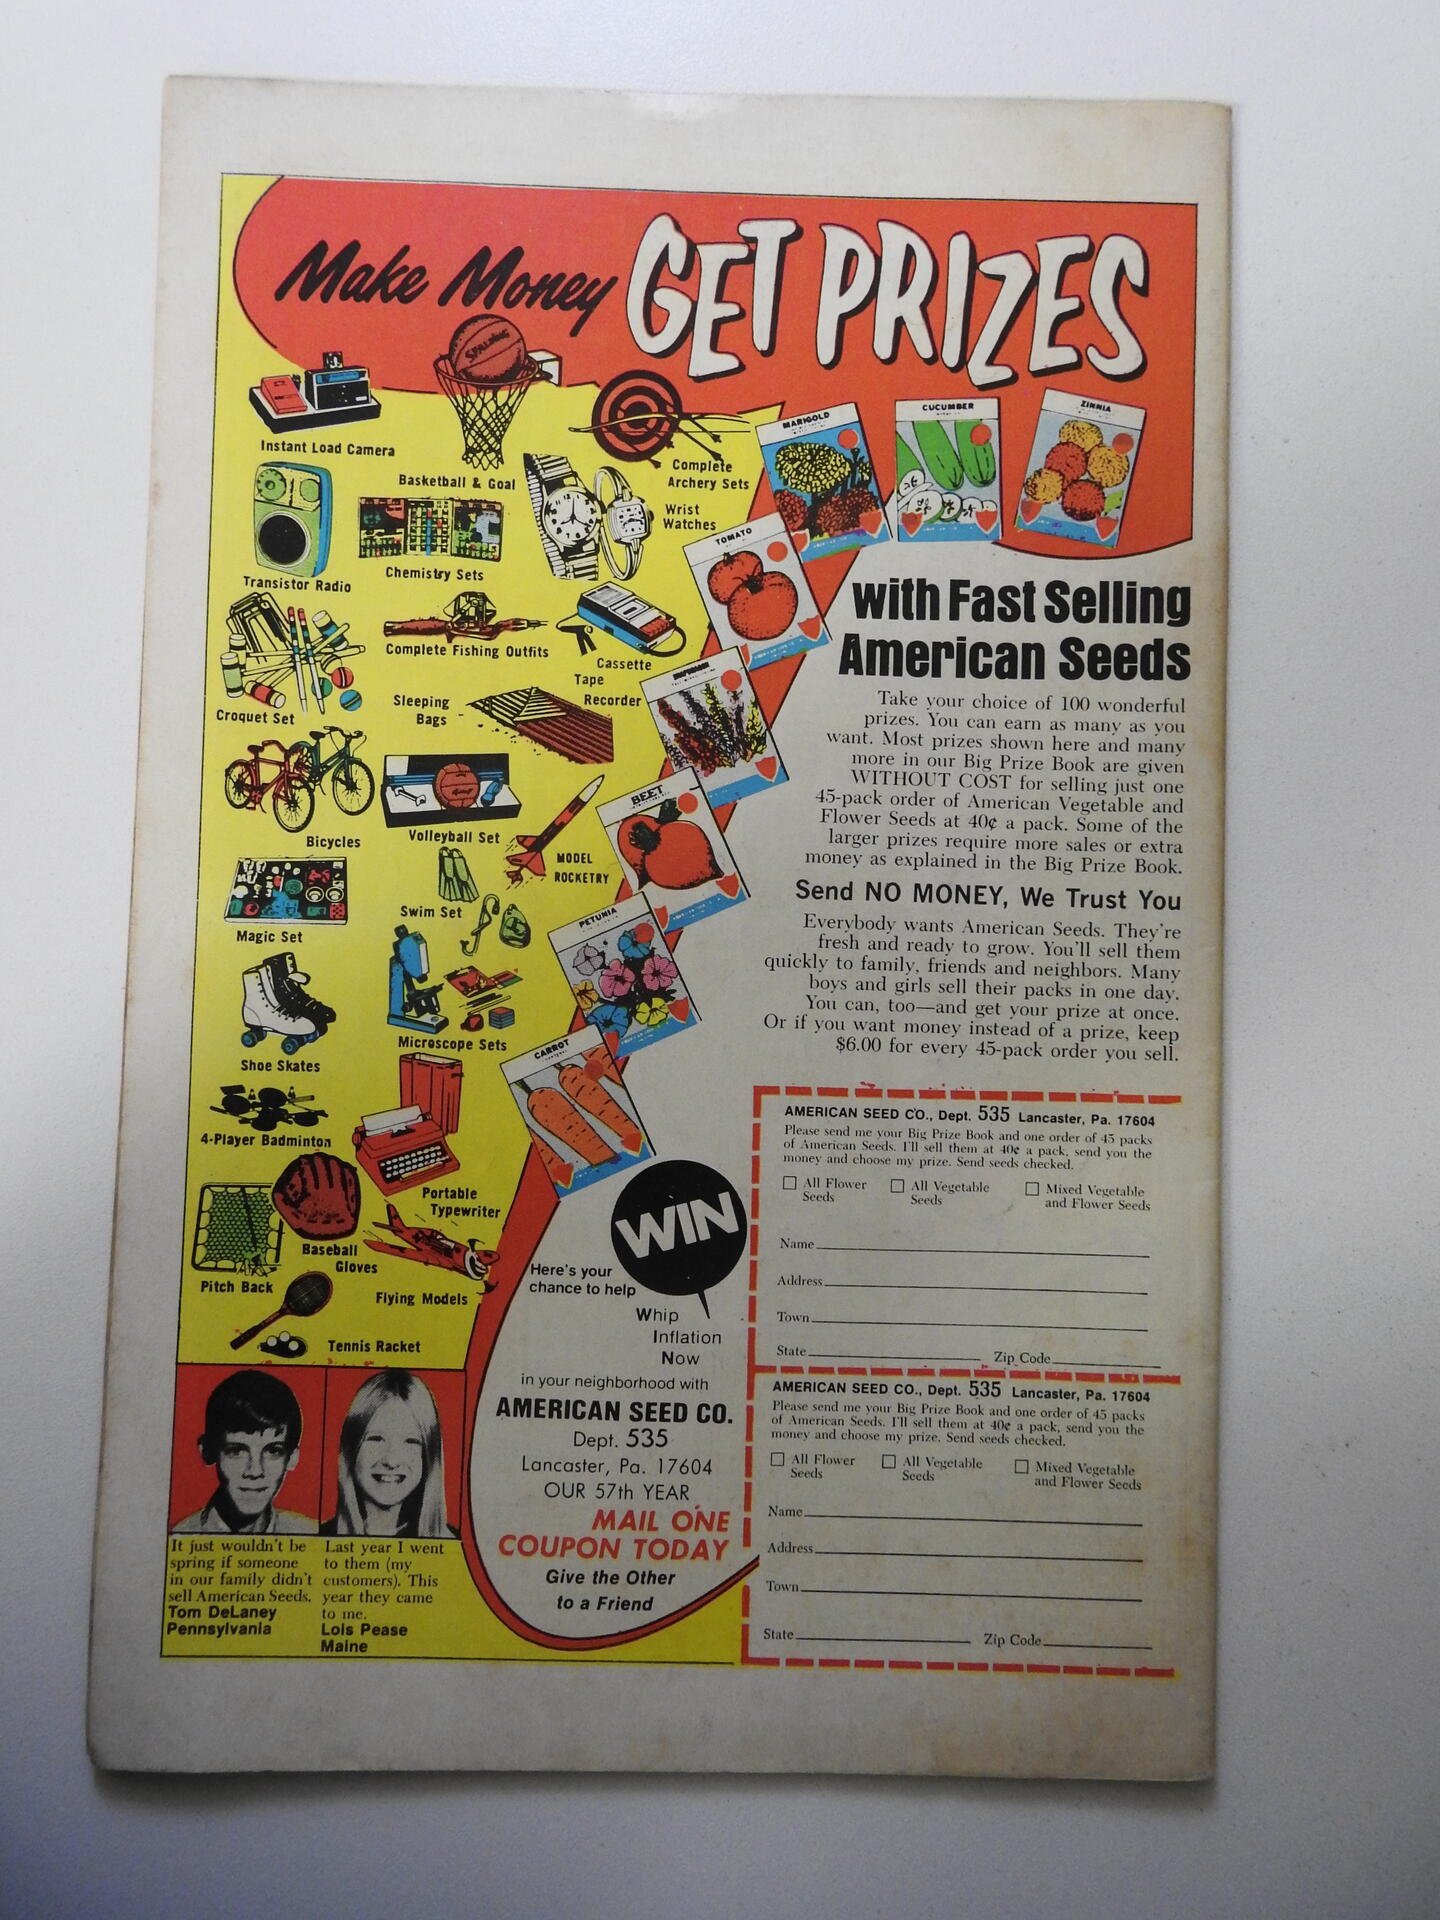 Make Money GET PRIZES
SPALDING
Instant Load Camera
Basketball & Goal
Complete
Archery Sets
Wrist
Watches
Transistor Radio
Chemistry Sets
Complete Fishing Outfits
Cassette
Tape
Recorder
Croquet Set
Sleeping
Bags
Bicycles
Volleyball Set
MODEL
ROCKETRY
Magic Set
Swim Set
Shoe Skates
Microscope Sets
4-Player Badminton
Portable
Typewriter
Baseball
Gloves
Pitch Back
Flying Models
Tennis Racket
MARIGOLD
CUCUMBER
ZINNIA
TOMATO
BEET
PETUNIA
CARROT
with Fast Selling
American Seeds
Take your choice of 100 wonderful
prizes. You can earn as many as you
want. Most prizes shown here and many
more in our Big Prize Book are given
WITHOUT COST for selling just one
45-pack order of American Vegetable and
Flower Seeds at 40¢ a pack. Some of the
larger prizes require more sales or extra
money as explained in the Big Prize Book.
Send NO MONEY, We Trust You
Everybody wants American Seeds. They're
fresh and ready to grow. You'll sell them
quickly to family, friends and neighbors. Many
boys and girls sell their packs in one day.
You can, too—and get your prize at once.
Or if you want money instead of a prize, keep
$6.00 for every 45-pack order you sell.
It just wouldn't be
spring if someone
in our family didn't
sell American Seeds.
Tom DeLaney
Pennsylvania
Last year I went
to them (my
customers). This
year they came
to me.
Lois Pease
Maine
WIN
Here's your
chance to help
Whip
Inflation
Now
in your neighborhood with
AMERICAN SEED CO.
Dept. 535
Lancaster, Pa. 17604
OUR 57th YEAR
MAIL ONE
COUPON TODAY
Give the Other
to a Friend
AMERICAN SEED CO., Dept. 535 Lancaster, Pa. 17604
Please send me your Big Prize Book and one order of 45 packs
of American Seeds. I'll sell them at 40¢ a pack, send you the
money and choose my prize. Send seeds checked.
All Flower
Seeds
All Vegetable
Seeds
Mixed Vegetable
and Flower Seeds
Name
Address
Town
State Zip Code
AMERICAN SEED CO., Dept. 535 Lancaster, Pa. 17604
Please send me your Big Prize Book and one order of 45 packs
of American Seeds. I'll sell them at 40¢ a pack, send you the
money and choose my prize. Send seeds checked.
All Flower
Seeds
All Vegetable
Seeds
Mixed Vegetable
and Flower Seeds
Name
Address
Town
State Zip Code